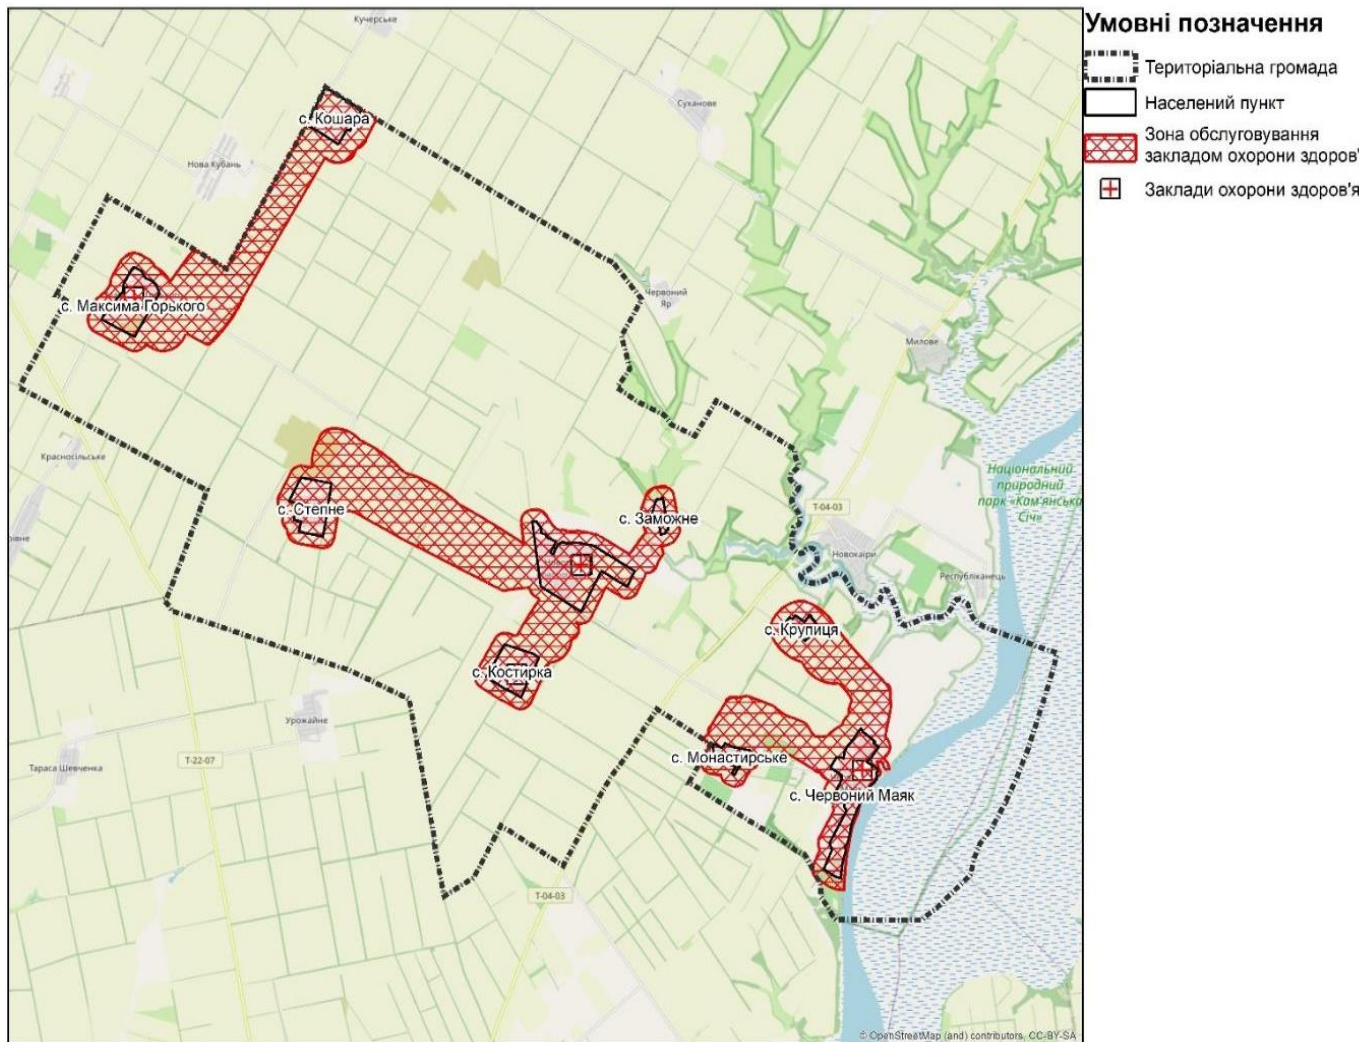 Умовні позначення
Територіальна громада
Населений пункт
Зона обслуговування
закладом охорони здоров'
Заклади охорони здоров'я
Кучерське
с. Кошара
Суханове
Нова Кубань
Червоний
Яр
с. Максима Горького
Милове
Красносільське
Національний
природний
парк «Кам'янська
Січ»
с. Степне
с. Заможне
Т-04-03
Новокаїри
Республіканець
с. Крупиця
с. Костирка
Урожайне
Т-22-07
Тараса Шевченка
с. Монастирське
с. Червоний Маяк
Т-04-03
© OpenStreetMap (and) contributors, CC-BY-SA